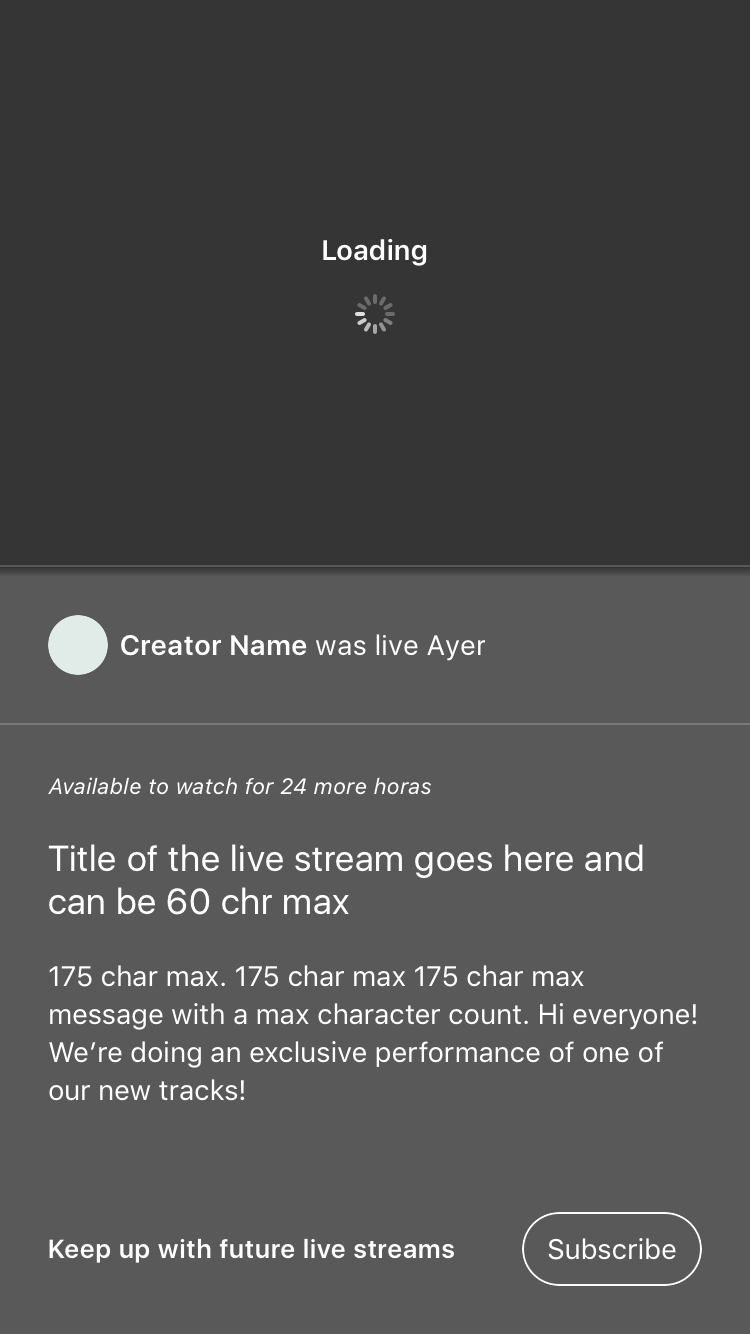 Loading
Creator Name was live Ayer
Available to watch for 24 more horas
Title of the live stream goes here and
can be 60 chr max
175 char max. 175 char max 175 char max
message with a max character count. Hi everyone!
We’re doing an exclusive performance of one of
our new tracks!
Keep up with future live streams
Subscribe